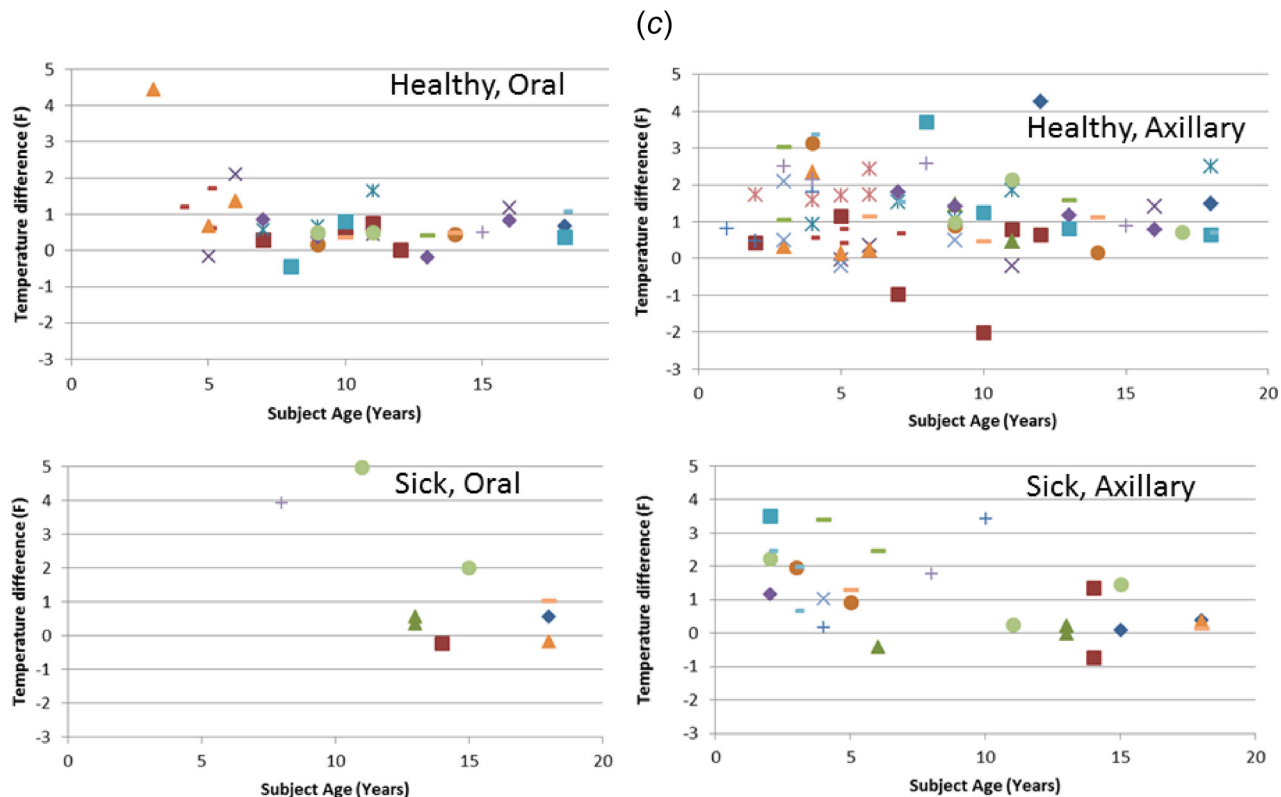 (c)
Healthy, Oral
Temperature difference (F)
5
4
3
2
1
0
-1
-2
-3
0 5 10 15
Subject Age (Years)
Healthy, Axillary
Temperature difference (F)
5
4
3
2
1
0
-1
-2
-3
0 5 10 15 20
Subject Age (Years)
Sick, Oral
Temperature difference (F)
5
4
3
2
1
0
-1
-2
-3
0 5 10 15 20
Subject Age (Years)
Sick, Axillary
Temperature difference (F)
5
4
3
2
1
0
-1
-2
-3
0 5 10 15 20
Subject Age (Years)